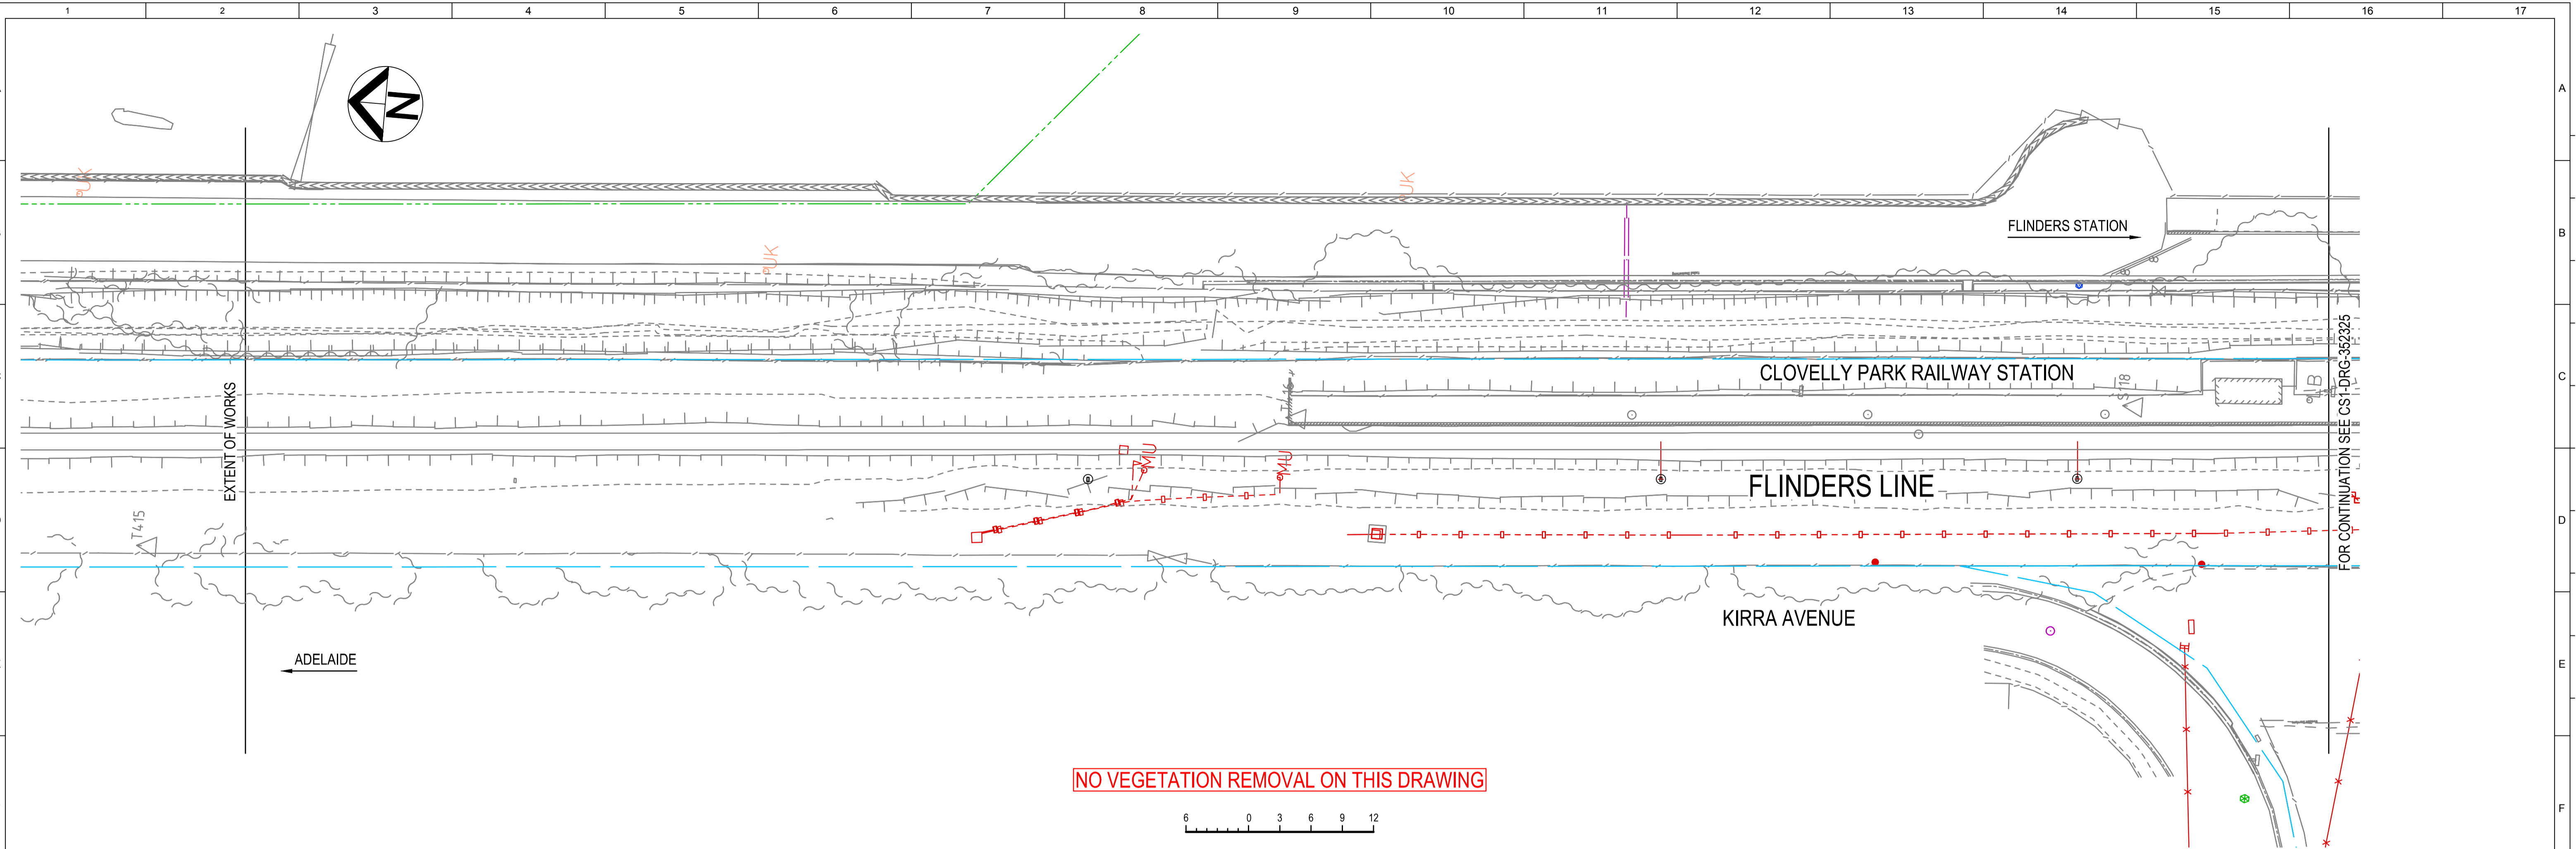 1 2 3 4 5 6 7 8 9 10 11 12 13 14 15 16 17
A
N
UK
UK
B
FLINDERS STATION
UK
C
CLOVELLY PARK RAILWAY STATION
S118
B
EXTENT OF WORKS
FOR CONTINUATION SEE CS1-DRG-352325
MU
MU
FLINDERS LINE
T415
D
KIRRA AVENUE
ADELAIDE
E
NO VEGETATION REMOVAL ON THIS DRAWING
F
6 0 3 6 9 12